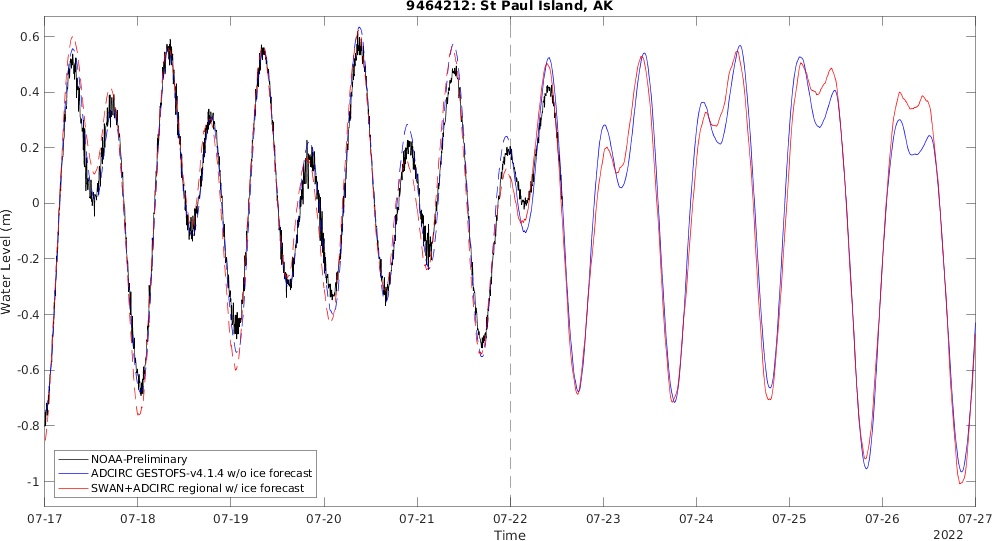 9464212: St Paul Island, AK
0.6
0.4
0.2
0
-0.2
-0.4
-0.6
-0.8
-1
Water Level (m)
NOAA-Preliminary
ADCIRC GESTOFS-v4.1.4 w/o ice forecast
SWAN+ADCIRC regional w/ ice forecast
07-17 07-18 07-19 07-20 07-21 07-22 07-23 07-24 07-25 07-26 07-27
Time
2022